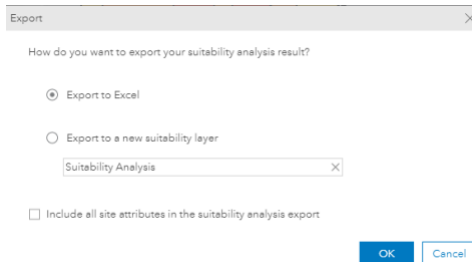 Export
How do you want to export your suitability analysis result?
Export to Excel
Export to a new suitability layer
Suitability Analysis
Include all site attributes in the suitability analysis export
OK Cancel